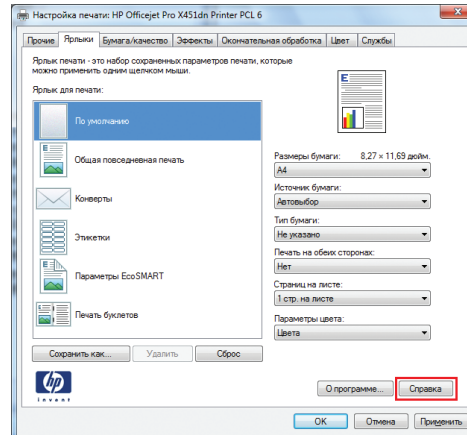 Настройка печати: HP Officejet Pro X451dn Printer PCL 6
Прочие Ярлыки Бумага/качество Эффекты Окончательная обработка Цвет Службы
Ярлык печати - это набор сохраненных параметров печати, которые
можно применить одним щелчком мыши.
Ярлык для печати:
По умолчанию
Общая повседневная печать
Конверты
Этикетки
Параметры EcoSMART
Печать буклетов
Сохранить как...
Удалить
Сброс
E
Размеры бумаги: 8,27 × 11,69 дюйм.
A4
Источник бумаги:
Автовыбор
Тип бумаги:
Не указано
Печать на обеих сторонах:
Нет
Страниц на листе:
1 стр. на листе
Параметры цвета:
Цвета
hp
invent
О программе...
Справка
OK
Отмена
Применить